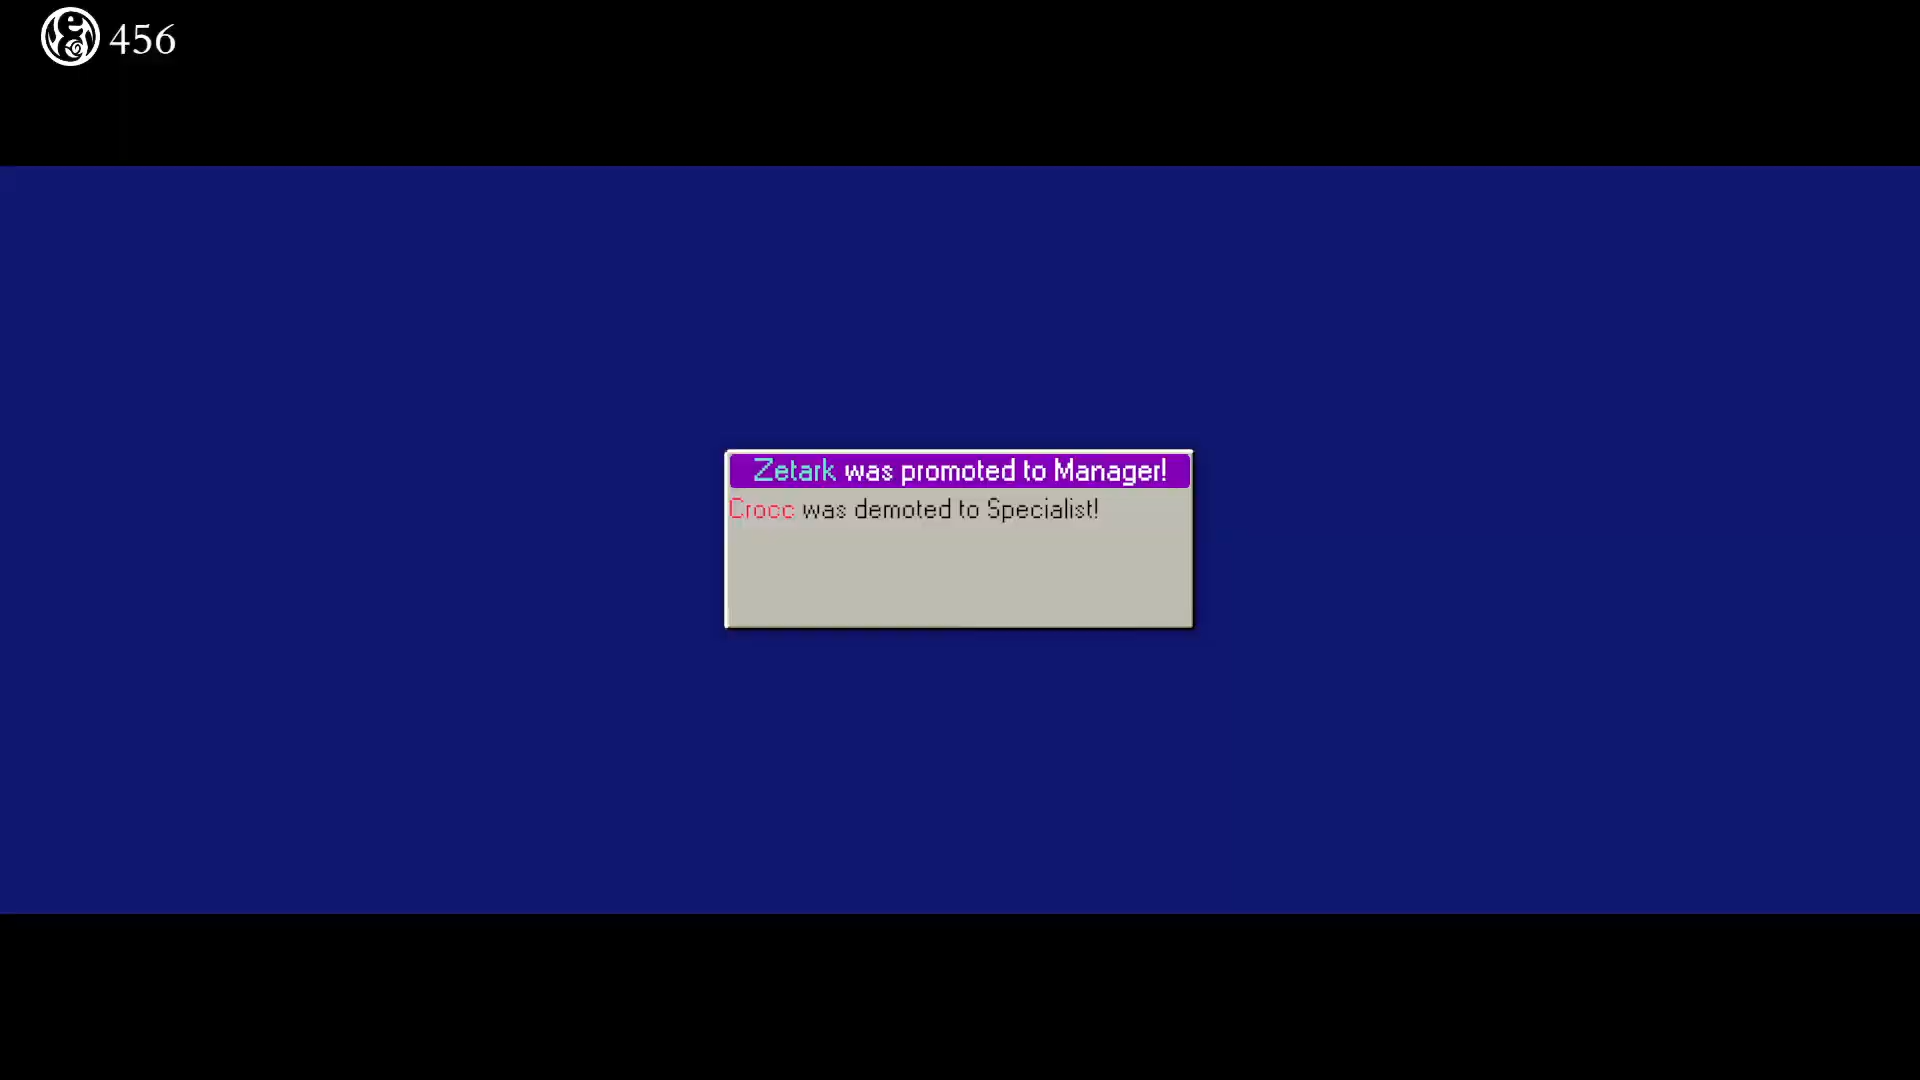 456
Zetark was promoted to Manager!
Crocc was demoted to Specialist!